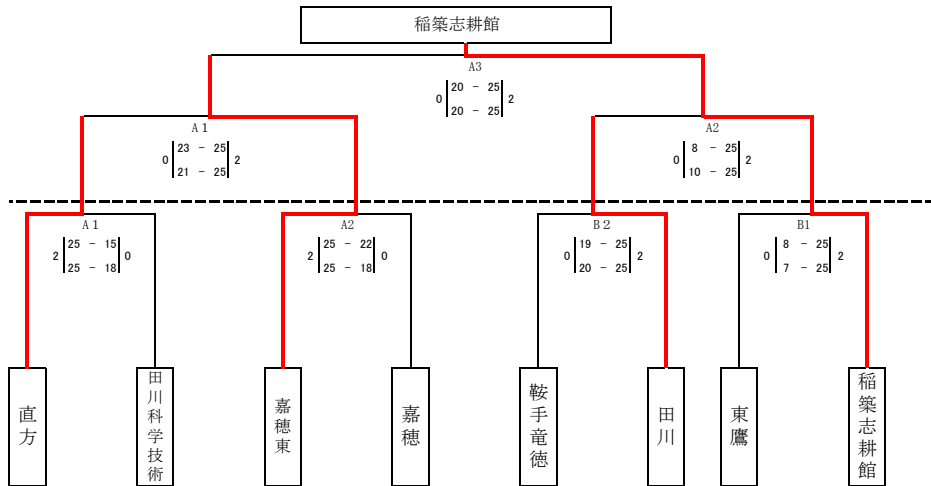 稲築志耕館
A3
0 20 － 25 2
20 － 25
A1
0 23 － 25 2
21 － 25
A2
0 8 － 25 2
10 － 25
A1
2 25 － 15 0
25 － 18
A2
2 25 － 22 0
25 － 18
B2
0 19 － 25 2
20 － 25
B1
0 8 － 25 2
7 － 25
直方
田川科学技術
嘉穂東
嘉穂
鞍手竜徳
田川
東鷹
稲築志耕館